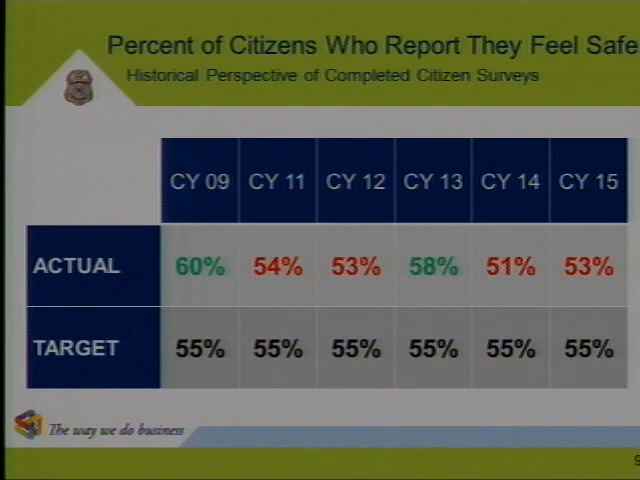 Percent of Citizens Who Report They Feel Safe
Historical Perspective of Completed Citizen Surveys
CY 09 CY 11 CY 12 CY 13 CY 14 CY 15
ACTUAL 60% 54% 53% 58% 51% 53%
TARGET 55% 55% 55% 55% 55% 55%
The way we do business
9